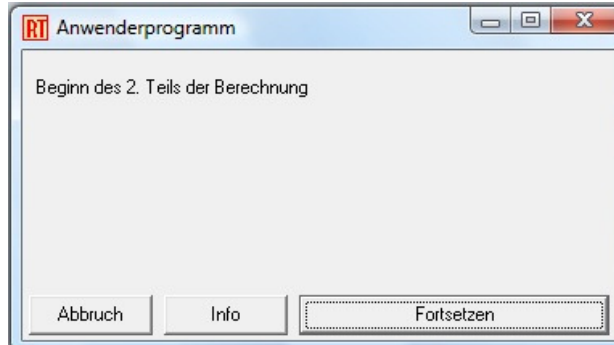 RT Anwenderprogramm
Beginn des 2. Teils der Berechnung
Abbruch Info Fortsetzen